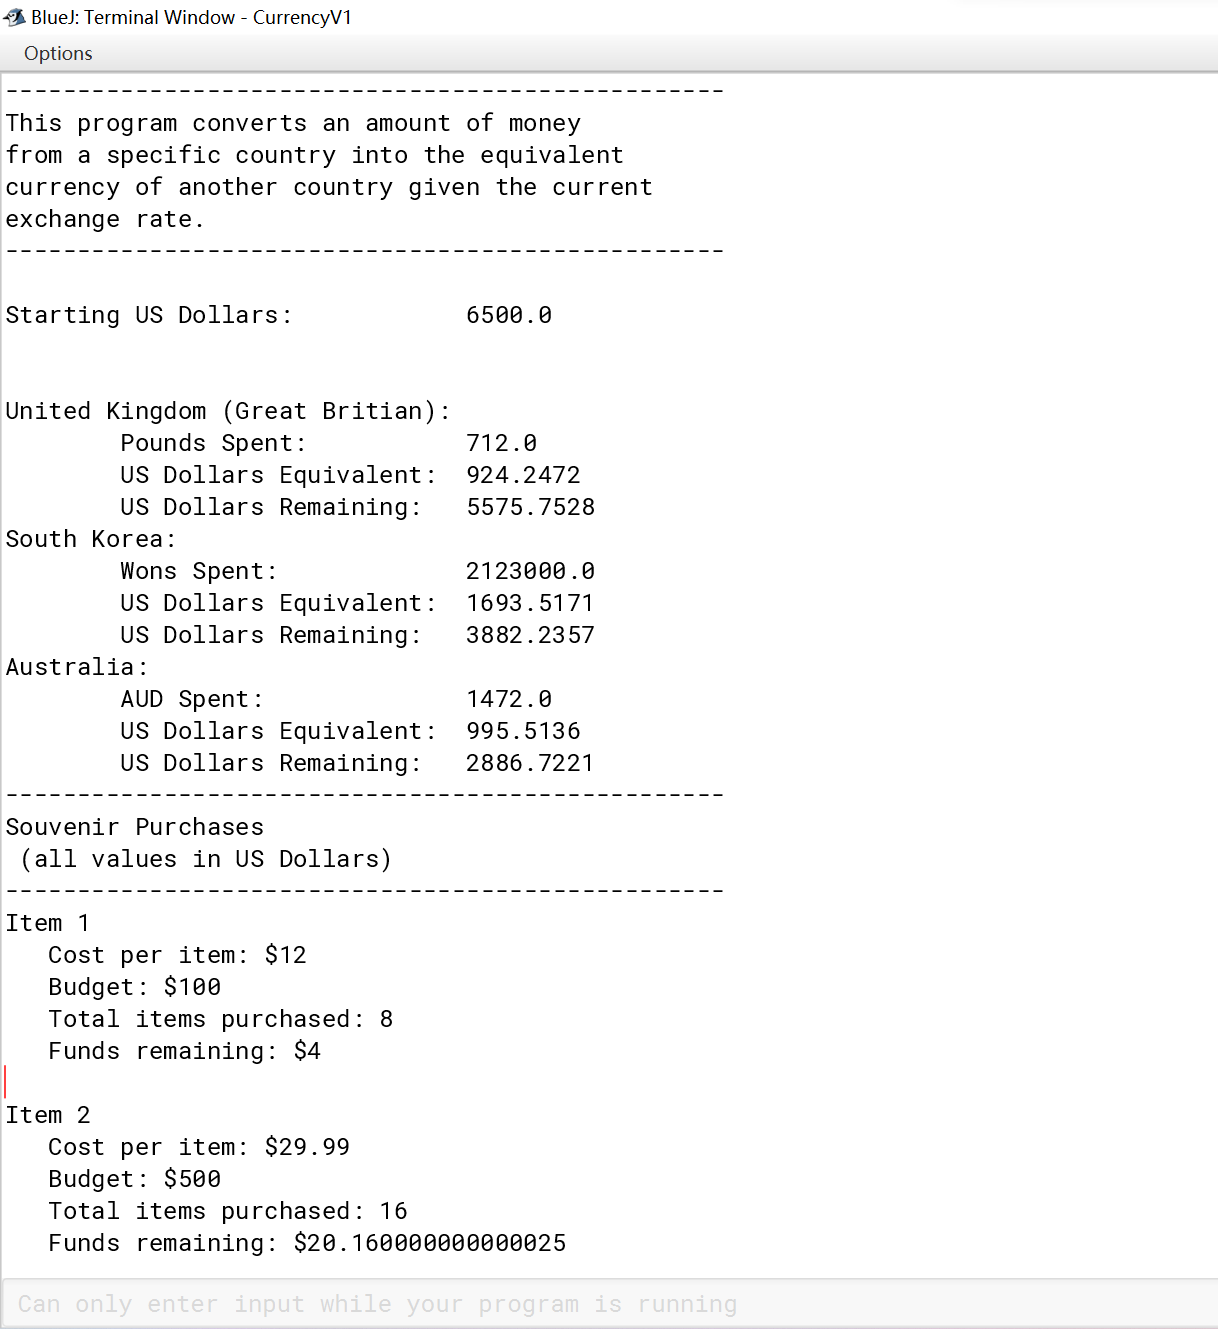 BlueJ: Terminal Window - CurrencyV1
Options
--------------------------------------------------
This program converts an amount of money
from a specific country into the equivalent
currency of another country given the current
exchange rate.
--------------------------------------------------
Starting US Dollars: 6500.0
United Kingdom (Great Britian):
Pounds Spent: 712.0
US Dollars Equivalent: 924.2472
US Dollars Remaining: 5575.7528
South Korea:
Wons Spent: 2123000.0
US Dollars Equivalent: 1693.5171
US Dollars Remaining: 3882.2357
Australia:
AUD Spent: 1472.0
US Dollars Equivalent: 995.5136
US Dollars Remaining: 2886.7221
--------------------------------------------------
Souvenir Purchases
(all values in US Dollars)
--------------------------------------------------
Item 1
Cost per item: $12
Budget: $100
Total items purchased: 8
Funds remaining: $4
Item 2
Cost per item: $29.99
Budget: $500
Total items purchased: 16
Funds remaining: $20.160000000000025
Can only enter input while your program is running